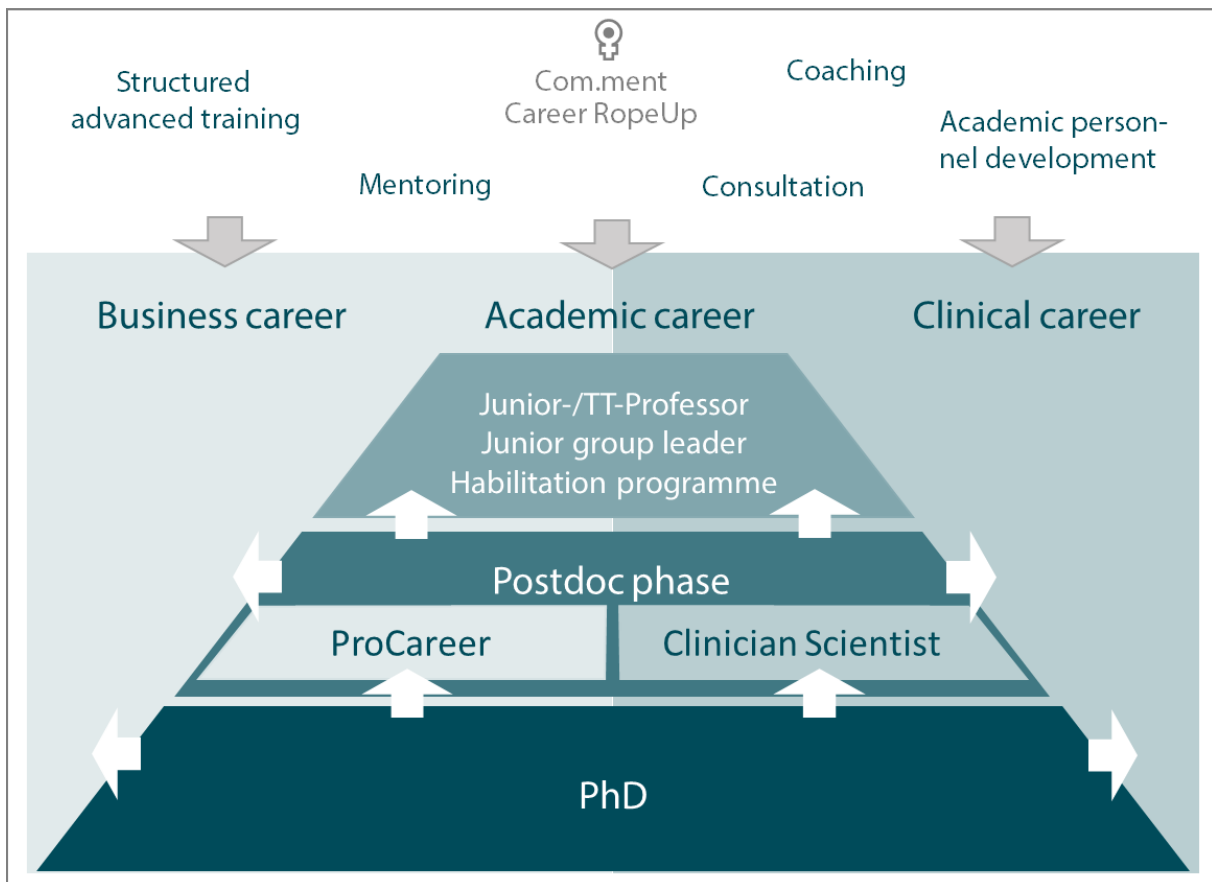 Structured
advanced training
Com.ment
Career RopeUp
Coaching
Academic person-
nel development
Mentoring
Consultation
Business career
Academic career
Clinical career
Junior-/TT-Professor
Junior group leader
Habilitation programme
Postdoc phase
ProCareer
Clinician Scientist
PhD